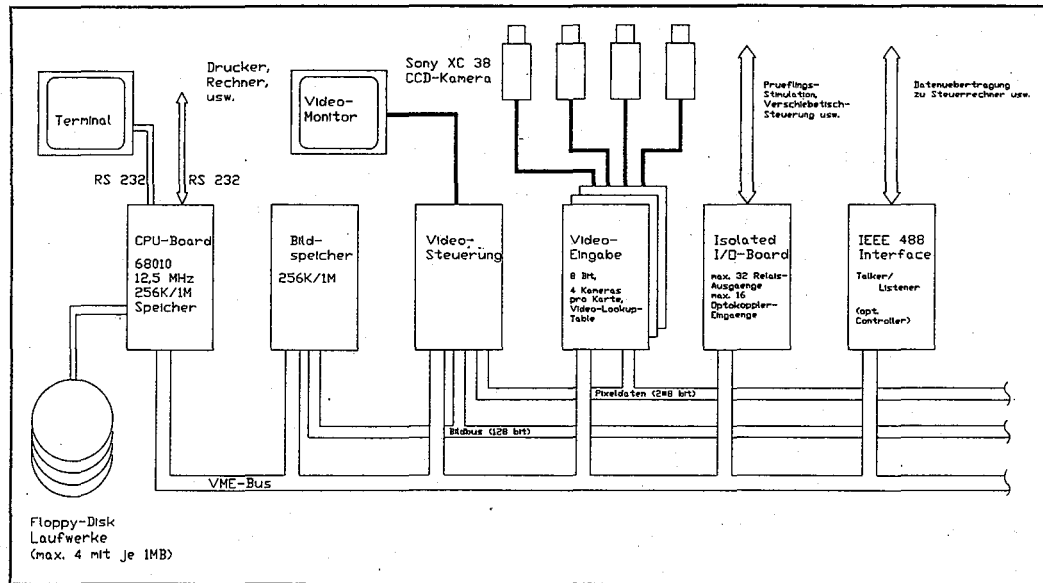 Sony XC 38
CCD-Kamera
Drucker,
Rechner,
usw.
Terminal
Video-
Monitor
Prueflings-
Stimulation,
Verschiebetisch-
Steuerung usw.
Datenuebertragung
zu Steuerrechner usw.
RS 232
RS 232
CPU-Board
68010
12,5 MHz
256K/1M
Speicher
Bild-
speicher
256K/1M
Video-
Steuerung
Video-
Eingabe
8 Bit,
4 Kameras
pro Karte,
Video-Lookup-
Table
Isolated
I/O-Board
max. 32 Relais-
Ausgaenge
max. 16
Optokoppler-
Eingaenge
IEEE 488
Interface
Talker/
Listener
(opt.
Controller)
Pixeldaten (2*8 bit)
Bildbus (128 bit)
VME-Bus
Floppy-Disk
Laufwerke
(max. 4 mit je 1MB)